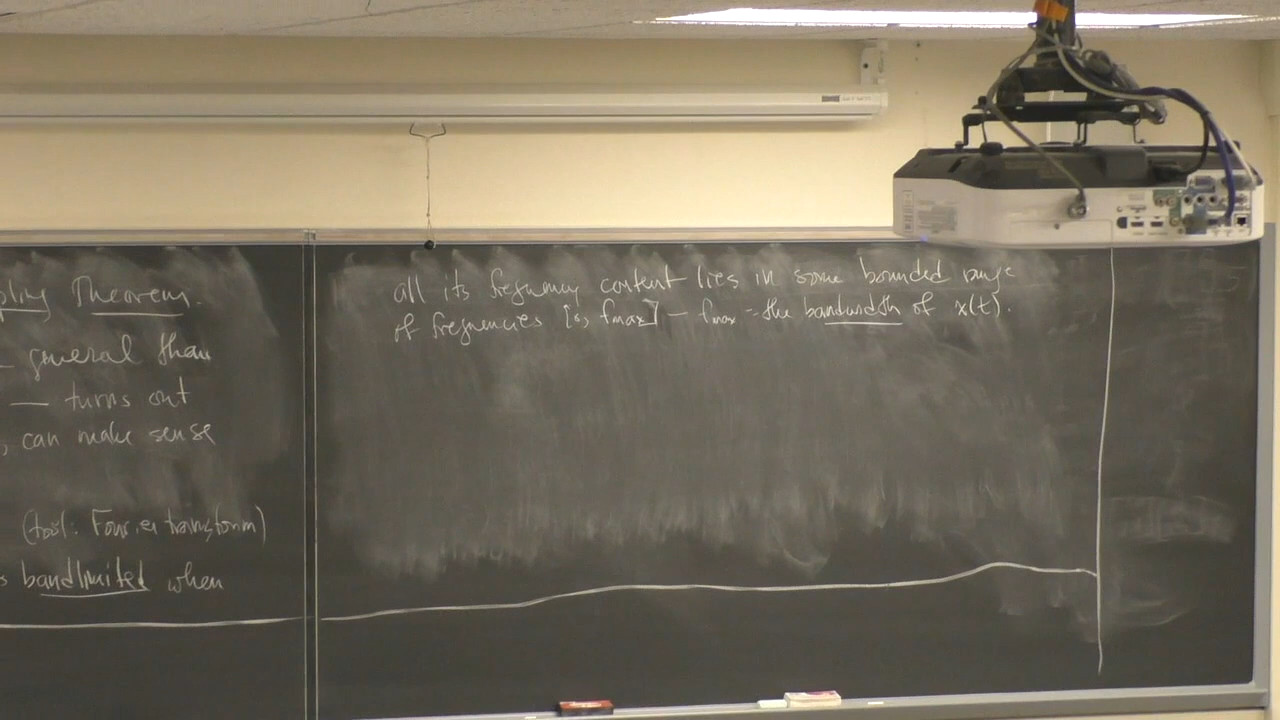 pling Theorem.
general than
— turns out
, can make sense
(tool: Fourier transform)
s bandlimited when
all its frequency content lies in some bounded range
of frequencies [0, fmax] — fmax = the bandwidth of x(t).